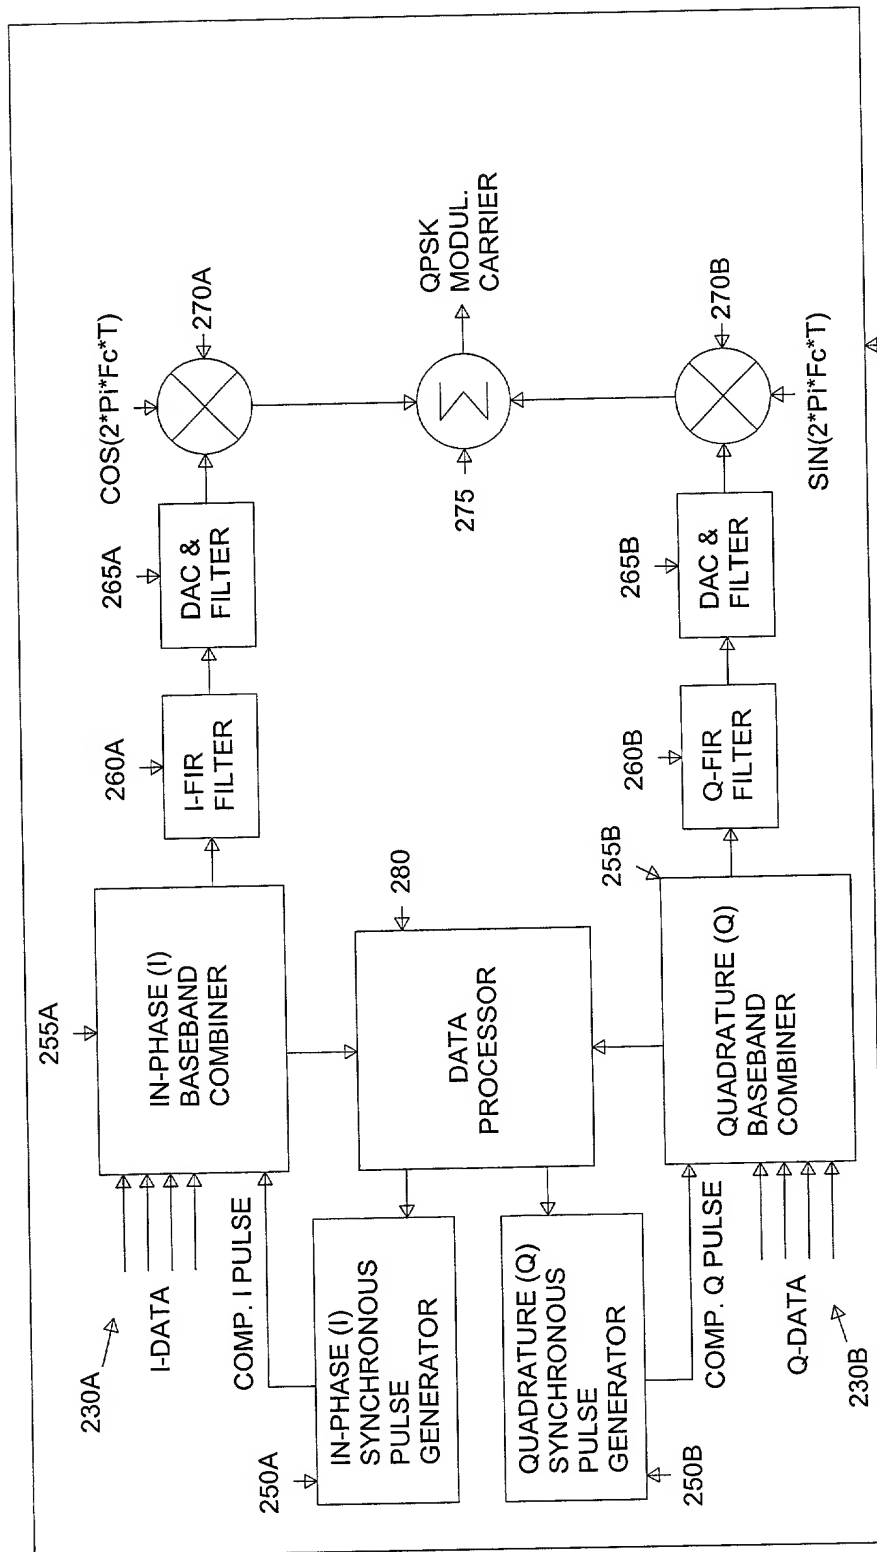 230A
I-DATA
COMP. I PULSE
255A
IN-PHASE (I)
BASEBAND
COMBINER
260A
I-FIR
FILTER
265A
DAC &
FILTER
COS(2*Pi*Fc*T)
270A
250A
IN-PHASE (I)
SYNCHRONOUS
PULSE
GENERATOR
280
DATA
PROCESSOR
275
Σ
QPSK
MODUL.
CARRIER
250B
QUADRATURE (Q)
SYNCHRONOUS
PULSE
GENERATOR
COMP. Q PULSE
Q-DATA
230B
255B
QUADRATURE (Q)
BASEBAND
COMBINER
260B
Q-FIR
FILTER
265B
DAC &
FILTER
270B
SIN(2*Pi*Fc*T)